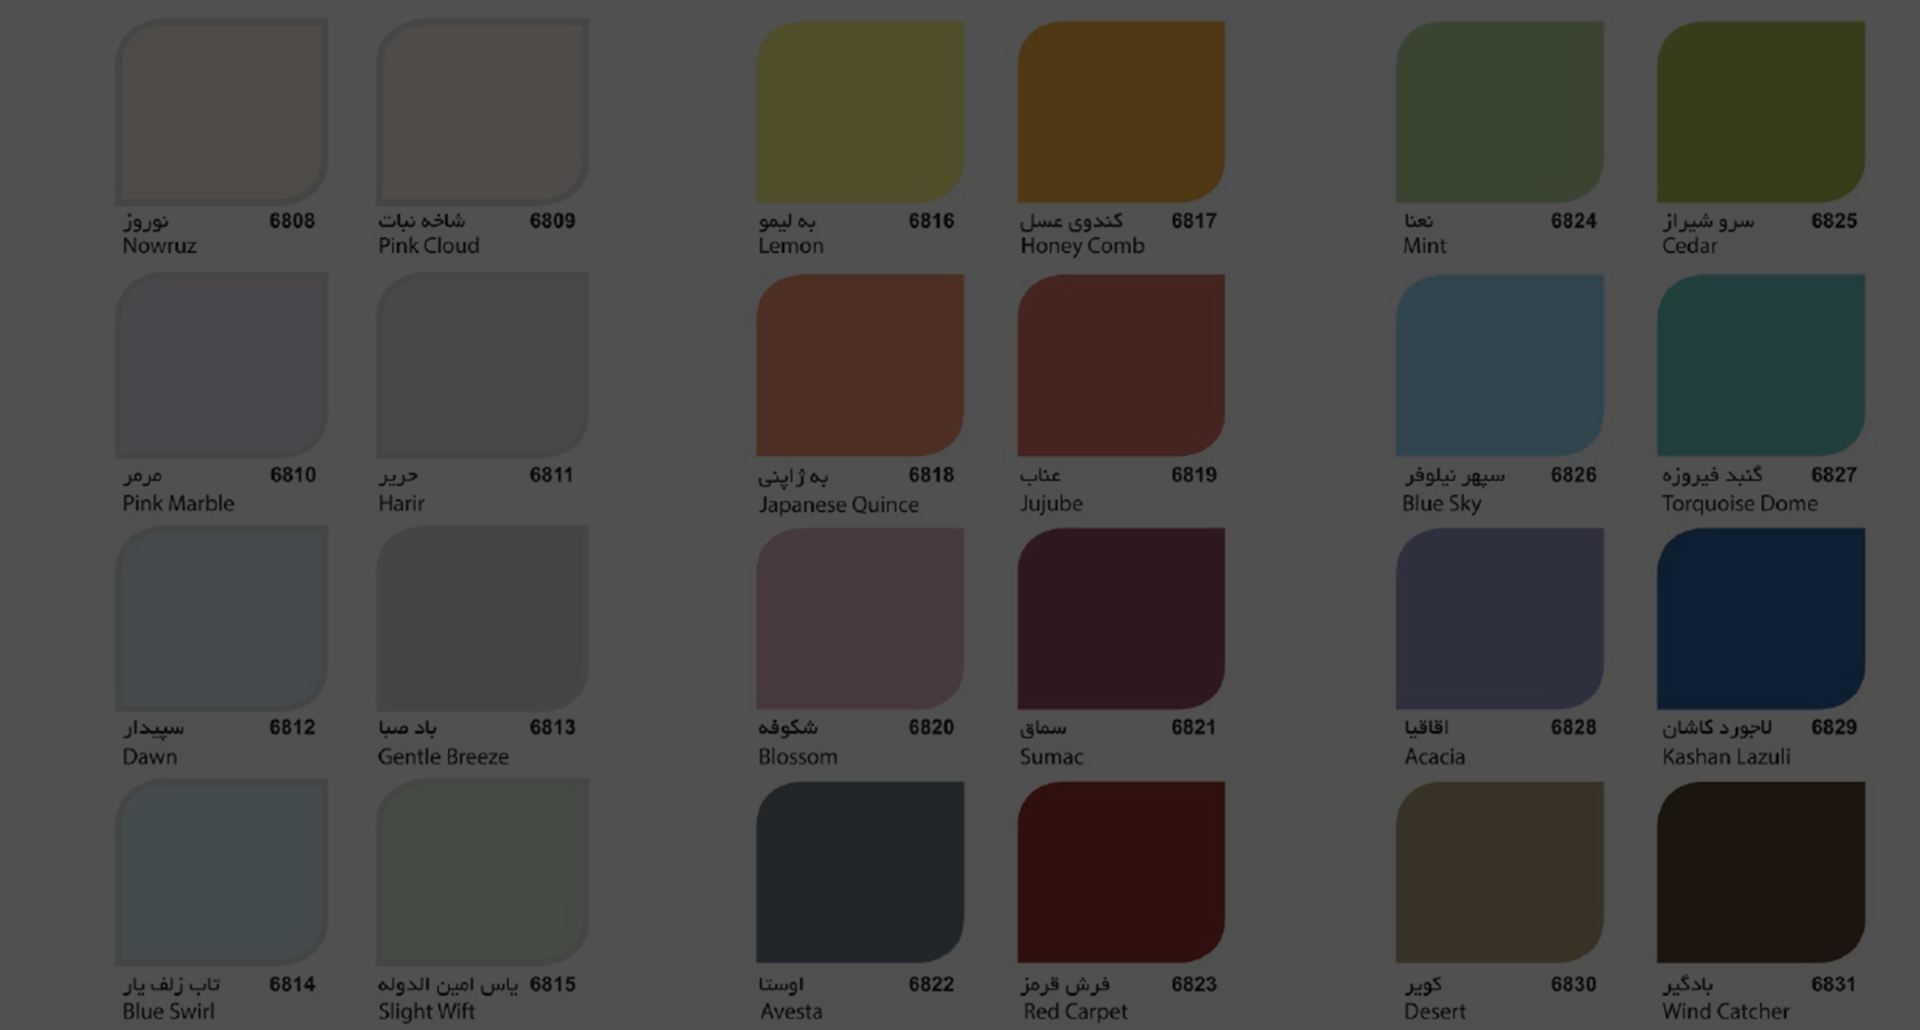 نوروز 6808
Nowruz
شاخه نبات 6809
Pink Cloud
به لیمو 6816
Lemon
کندوی عسل 6817
Honey Comb
نعنا 6824
Mint
سرو شیراز 6825
Cedar
مرمر 6810
Pink Marble
حریر 6811
Harir
به ژاپنی 6818
Japanese Quince
عناب 6819
Jujube
سپهر نیلوفر 6826
Blue Sky
گنبد فیروزه 6827
Torquoise Dome
سپیدار 6812
Dawn
باد صبا 6813
Gentle Breeze
شکوفه 6820
Blossom
سماق 6821
Sumac
اقاقیا 6828
Acacia
لاجورد کاشان 6829
Kashan Lazuli
تاب زلف یار 6814
Blue Swirl
یاس امین الدوله 6815
Slight Wift
اوستا 6822
Avesta
فرش قرمز 6823
Red Carpet
کویر 6830
Desert
بادگیر 6831
Wind Catcher